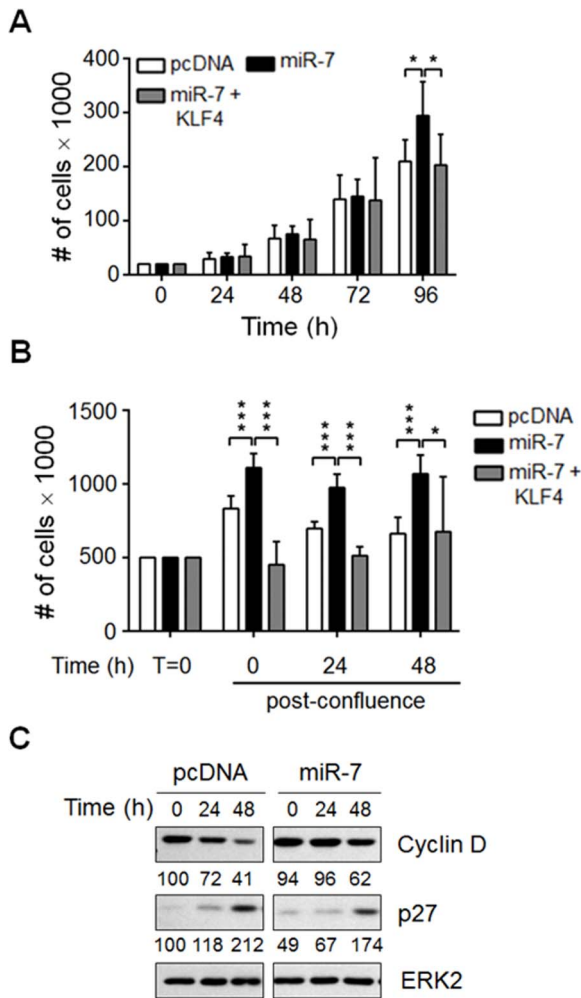 A
pcDNA miR-7
miR-7 +
KLF4
# of cells × 1000
400
300
200
100
0
* *
0 24 48 72 96
Time (h)
B
# of cells × 1000
1500
1000
500
0
*** *** *** *** *** *
pcDNA
miR-7
miR-7 +
KLF4
Time (h) T=0 0 24 48
post-confluence
C
pcDNA miR-7
Time (h) 0 24 48 0 24 48
Cyclin D
100 72 41 94 96 62
p27
100 118 212 49 67 174
ERK2